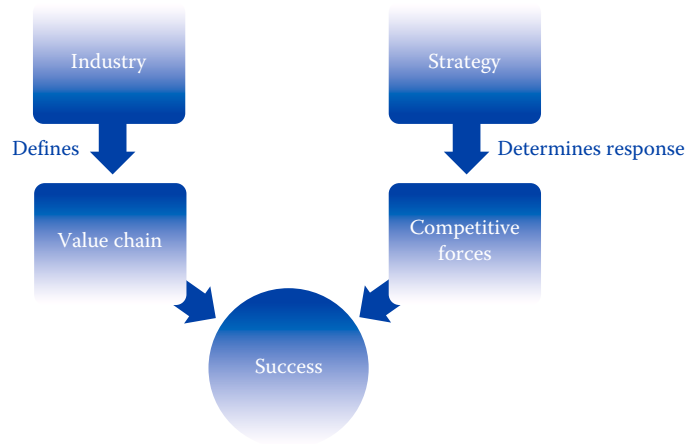 Industry
Strategy
Defines
Determines response
Value chain
Competitive
forces
Success